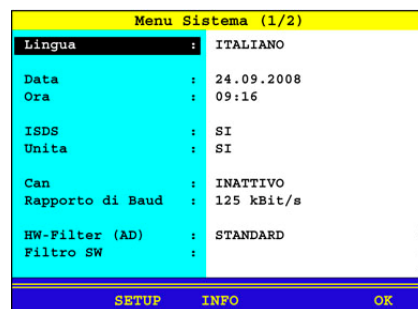 Menu Sistema (1/2)
Lingua : ITALIANO
Data : 24.09.2008
Ora : 09:16
ISDS : SI
Unita : SI
Can : INATTIVO
Rapporto di Baud : 125 kBit/s
HW-Filter (AD) : STANDARD
Filtro SW :
SETUP INFO OK